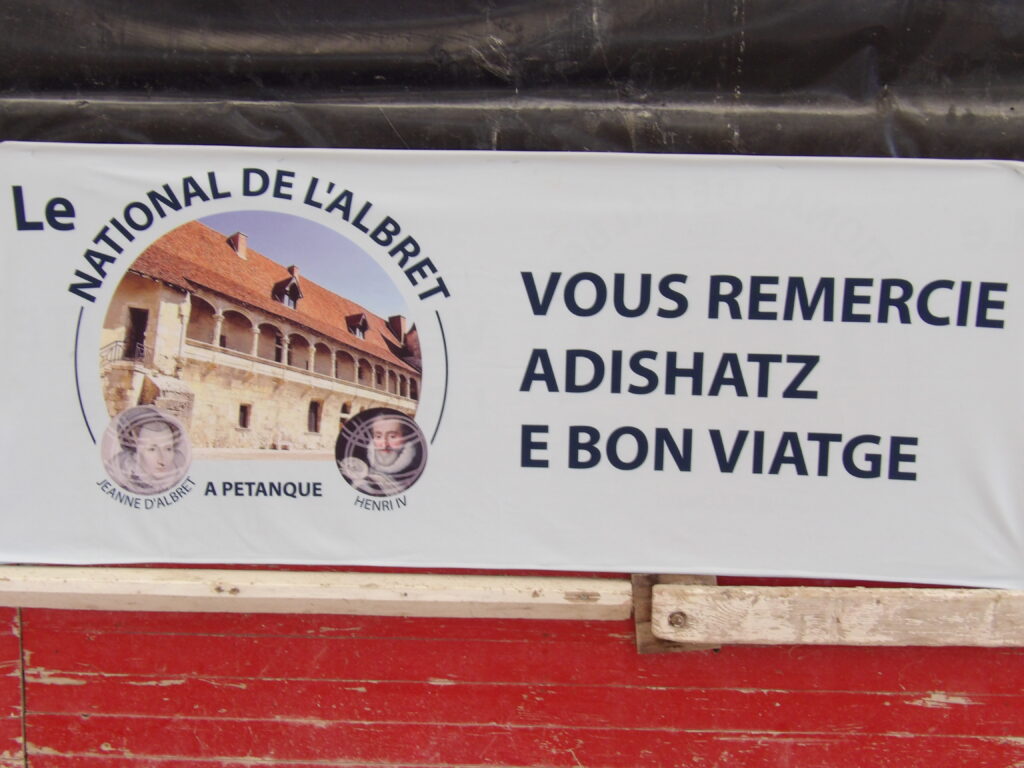 Le
NATIONAL DE L'ALBRET
JEANNE D'ALBRET
A PETANQUE
HENRI IV
VOUS REMERCIE
ADISHATZ
E BON VIATGE